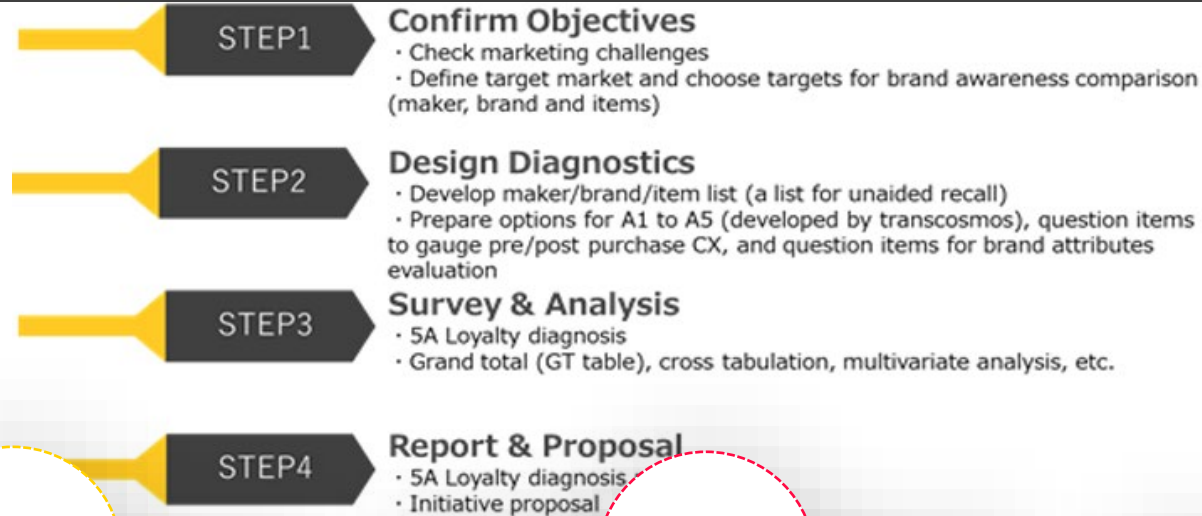 STEP1
Confirm Objectives
・Check marketing challenges
・Define target market and choose targets for brand awareness comparison
(maker, brand and items)
STEP2
Design Diagnostics
・Develop maker/brand/item list (a list for unaided recall)
・Prepare options for A1 to A5 (developed by transcosmos), question items
to gauge pre/post purchase CX, and question items for brand attributes
evaluation
STEP3
Survey & Analysis
・5A Loyalty diagnosis
・Grand total (GT table), cross tabulation, multivariate analysis, etc.
STEP4
Report & Proposal
・5A Loyalty diagnosis
・Initiative proposal